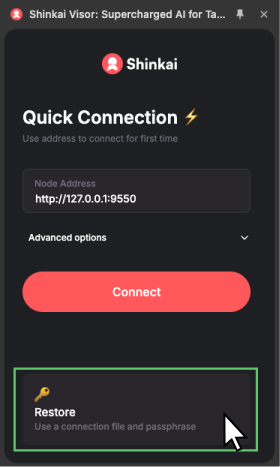 Shinkai Visor: Supercharged AI for Ta...
Shinkai
Quick Connection ⚡
Use address to connect for first time
Node Address
http://127.0.0.1:9550
Advanced options
Connect
Restore
Use a connection file and passphrase